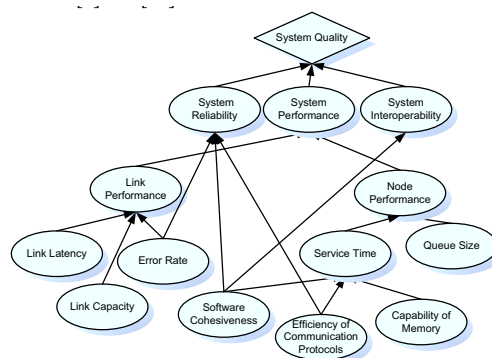 System Quality
System
Reliability
System
Performance
System
Interoperability
Link
Performance
Node
Performance
Link Latency
Error Rate
Service Time
Queue Size
Link Capacity
Software
Cohesiveness
Efficiency of
Communication
Protocols
Capability of
Memory